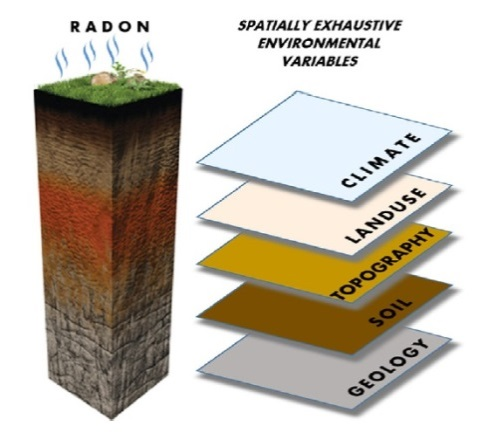 RADON
SPATIALLY EXHAUSTIVE
ENVIRONMENTAL
VARIABLES
CLIMATE
LANDUSE
TOPOGRAPHY
SOIL
GEOLOGY